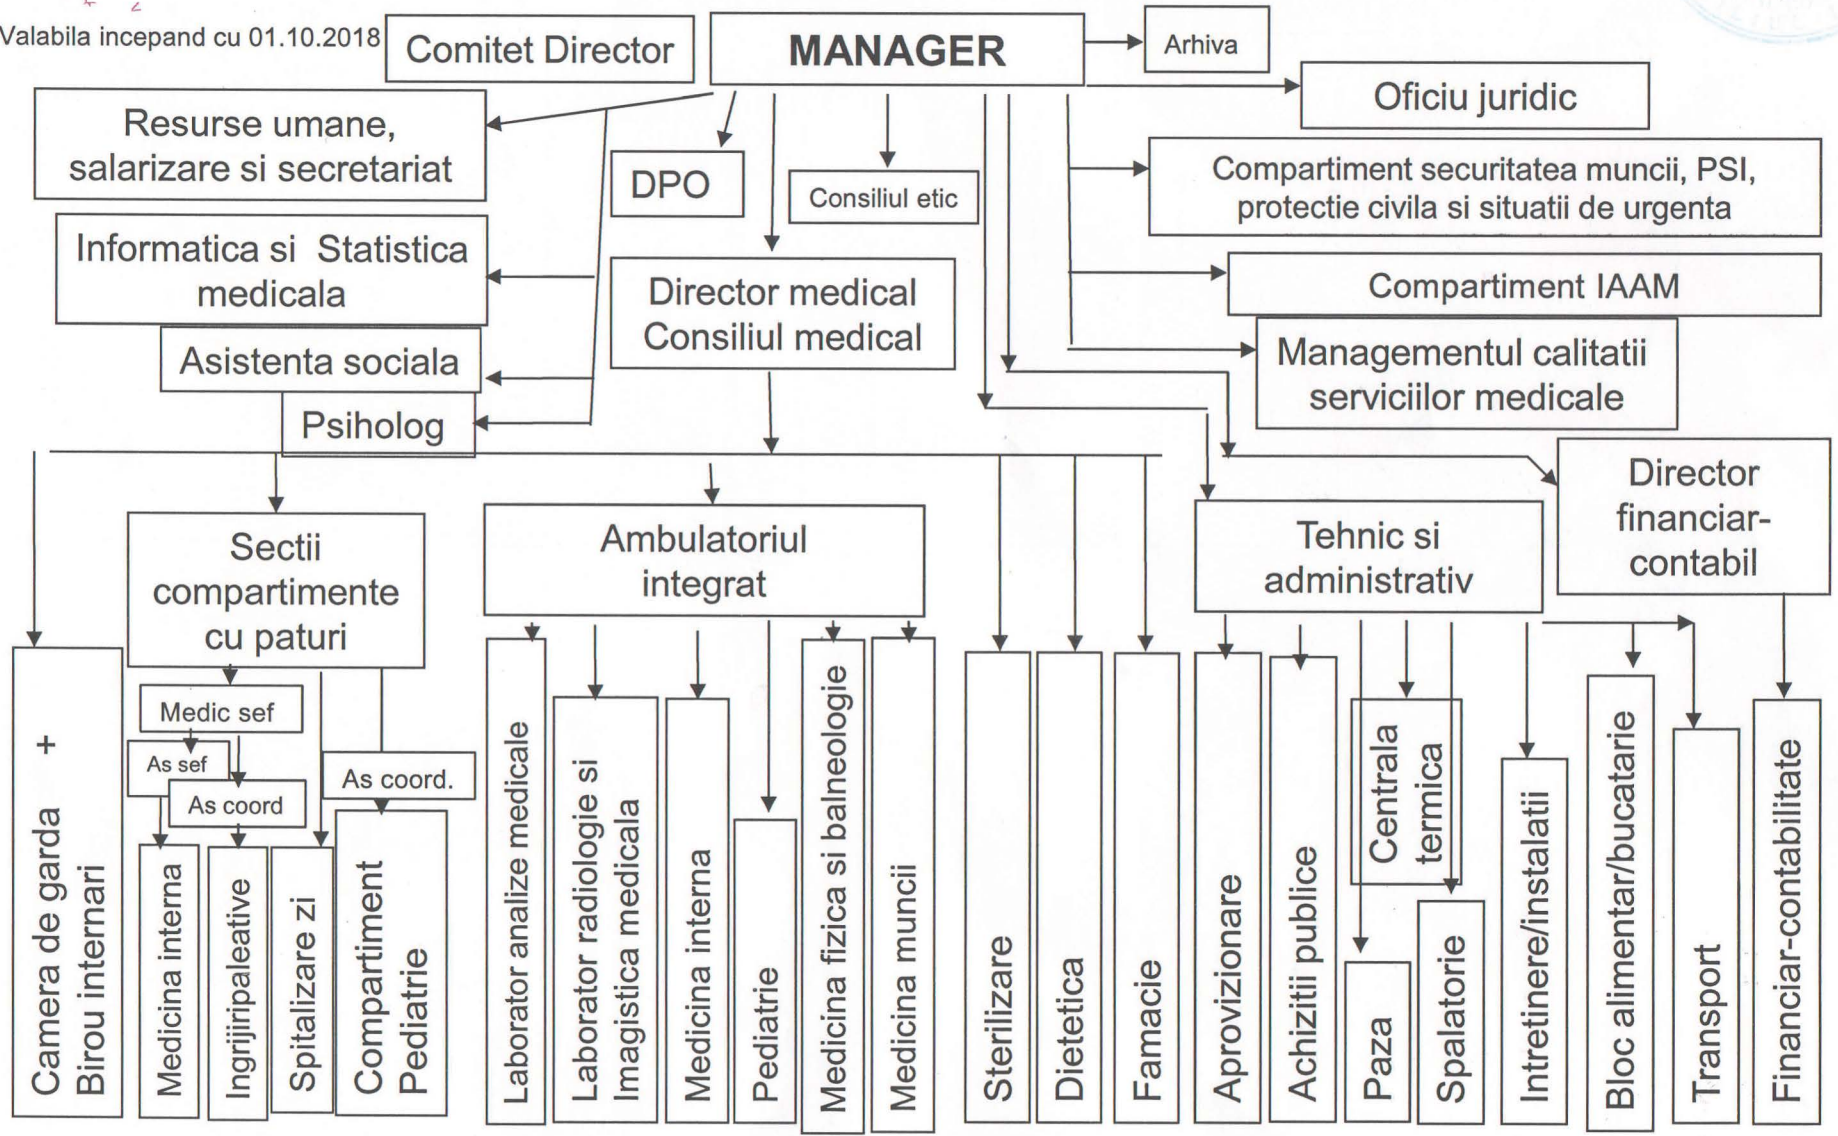 Valabila incepand cu 01.10.2018
Comitet Director
MANAGER
Arhiva
Oficiu juridic
Resurse umane,
salarizare si secretariat
DPO
Consiliul etic
Compartiment securitatea muncii, PSI,
protectie civila si situatii de urgenta
Informatica si Statistica
medicala
Director medical
Consiliul medical
Compartiment IAAM
Asistenta sociala
Managementul calitatii
serviciilor medicale
Psiholog
Director
financiar-
contabil
Sectii
compartimente
cu paturi
Ambulatoriul
integrat
Tehnic si
administrativ
Medic sef
As sef
As coord
As coord.
Camera de garda +
Birou internari
Medicina interna
Ingrijiripaleative
Spitalizare zi
Compartiment
Pediatrie
Laborator analize medicale
Laborator radiologie si
Imagistica medicala
Medicina interna
Pediatrie
Medicina fizica si balneologie
Medicina muncii
Sterilizare
Dietetica
Famacie
Aprovizionare
Achizitii publice
Paza
Centrala
termica
Spalatorie
Intretinere/instalatii
Bloc alimentar/bucatarie
Transport
Financiar-contabilitate